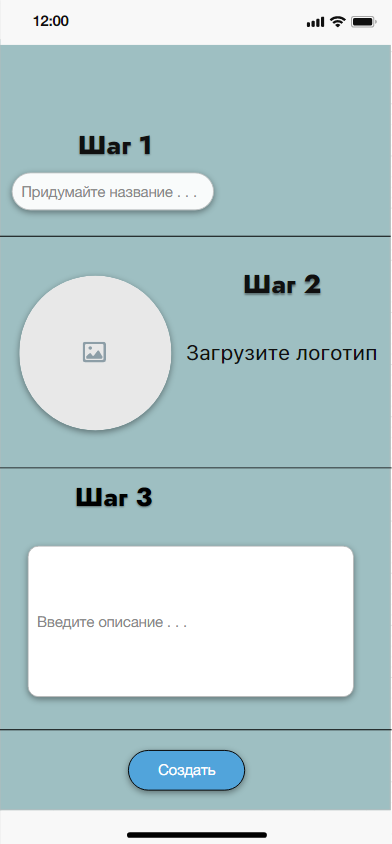 12:00
Шаг 1
Придумайте название . . .
Шаг 2
Загрузите логотип
Шаг 3
Введите описание . . .
Создать